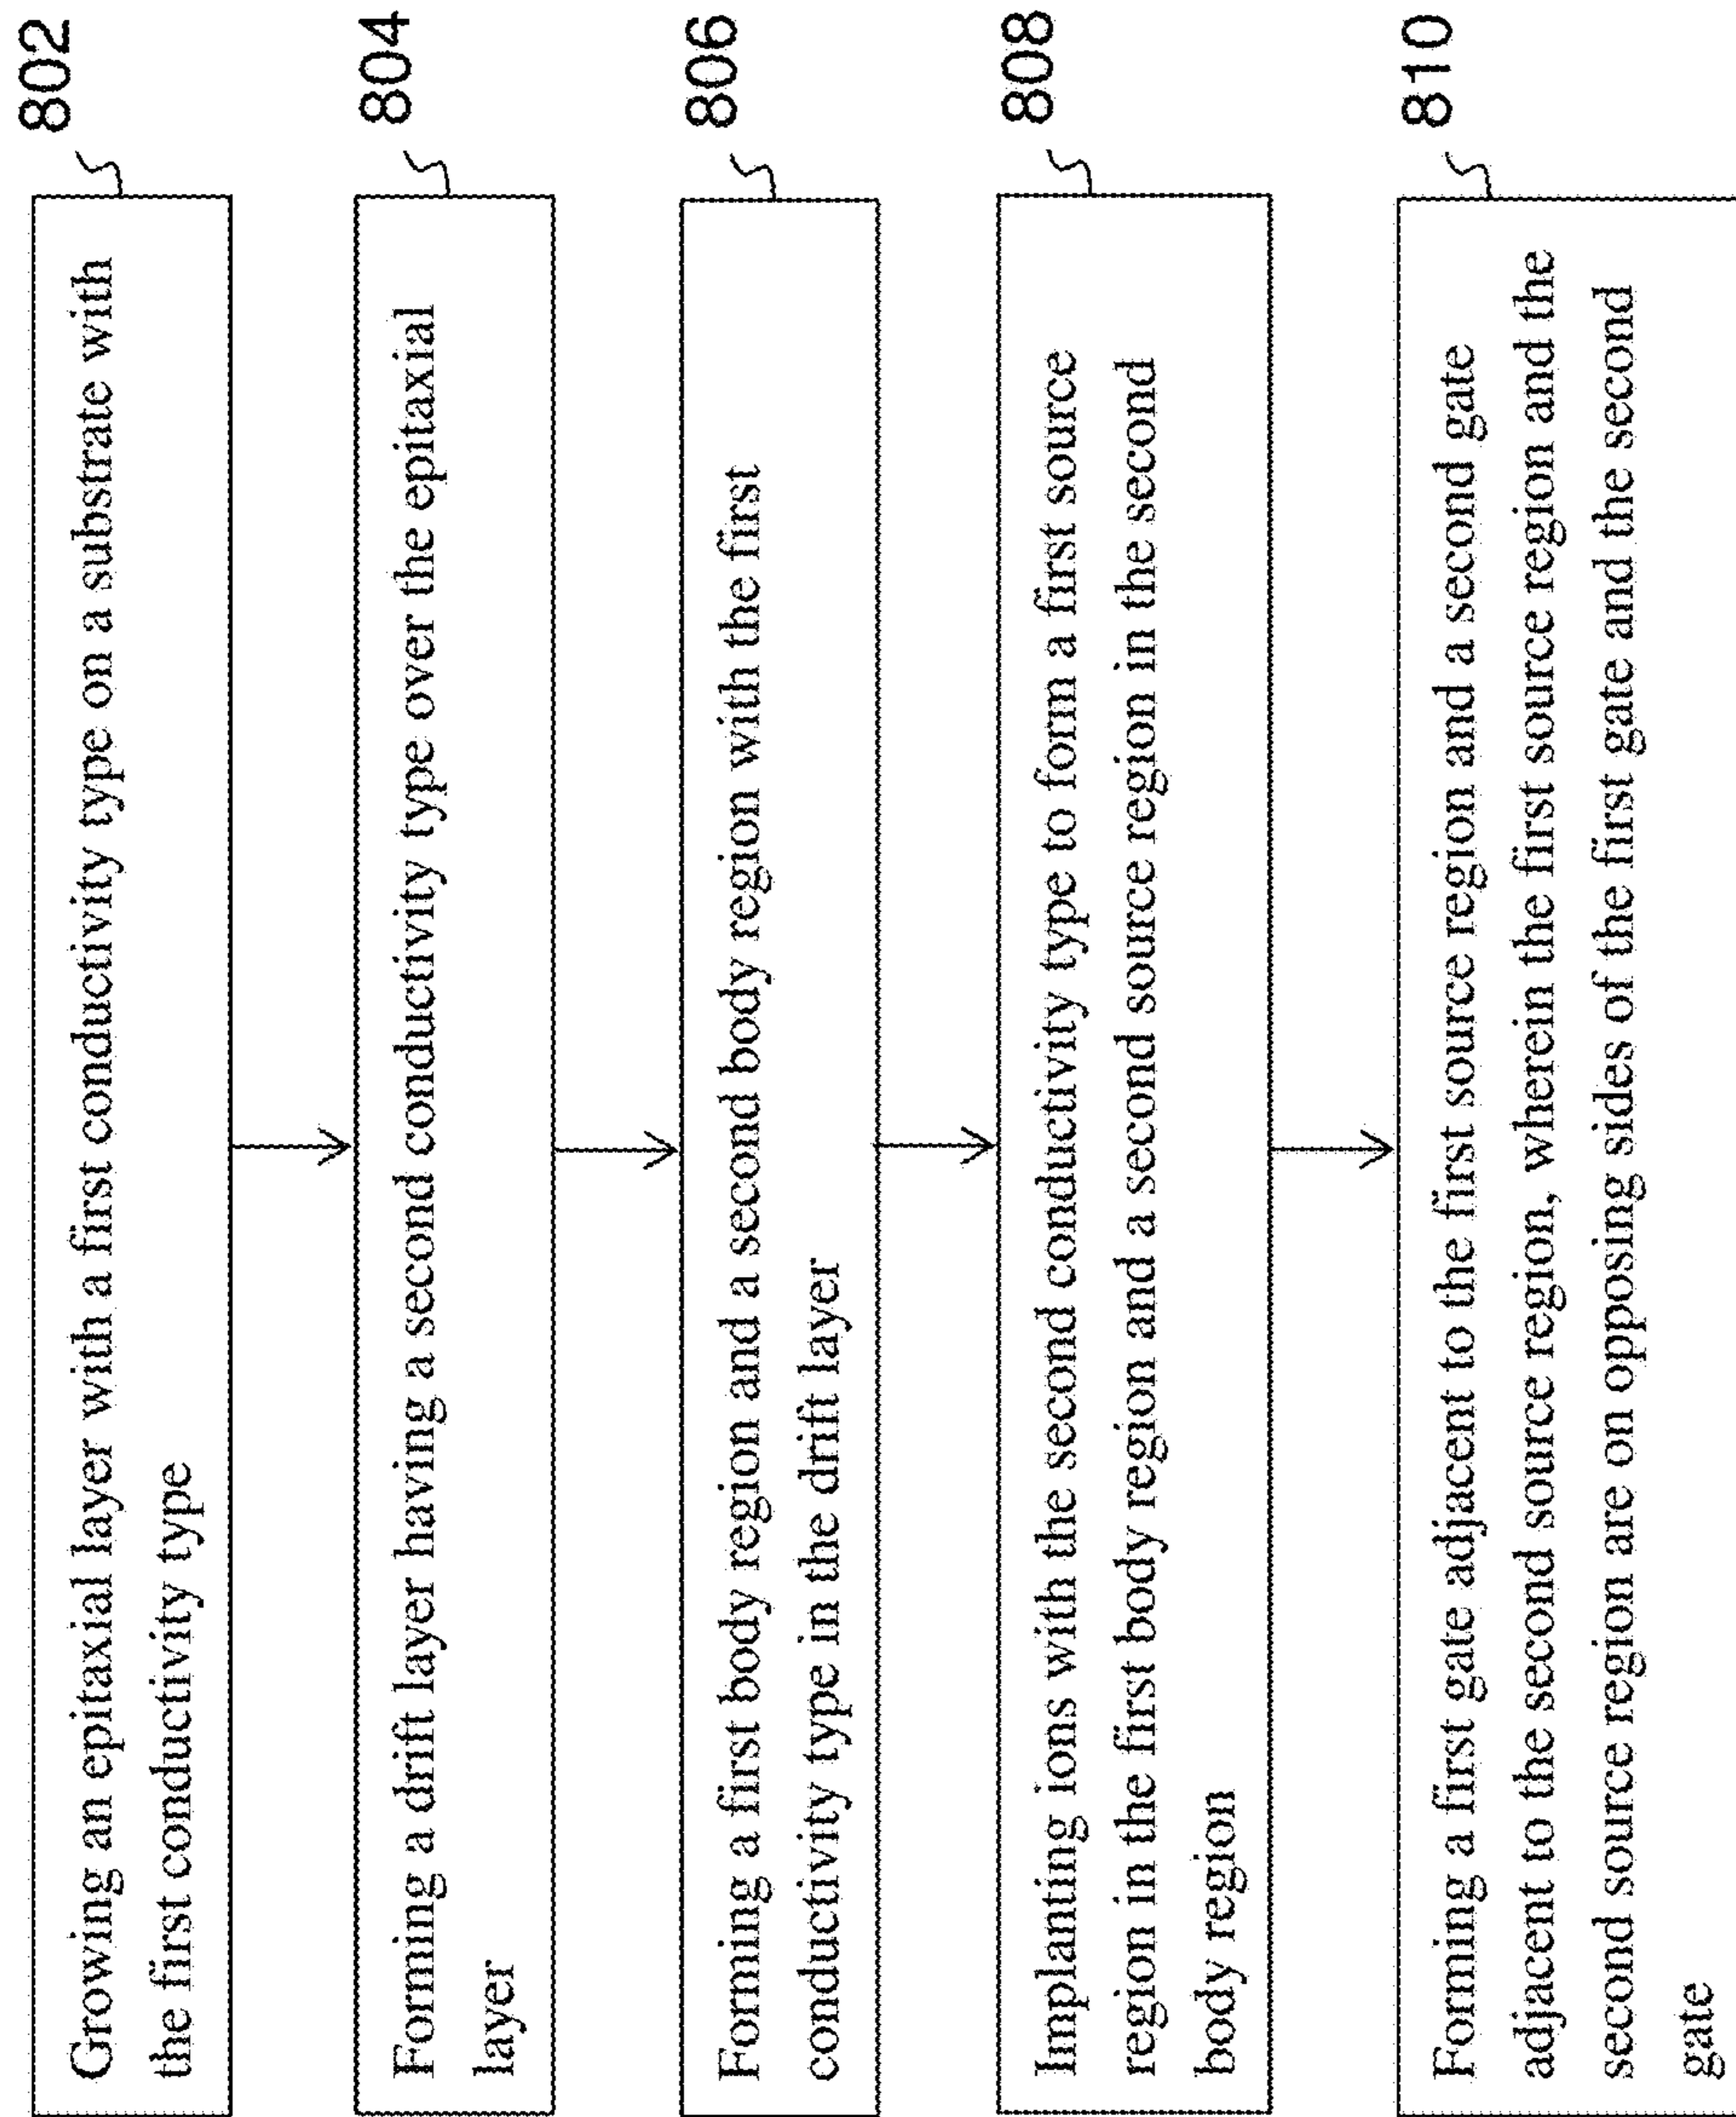 802
Growing an epitaxial layer with a first conductivity type on a substrate with
the first conductivity type
804
Forming a drift layer having a second conductivity type over the epitaxial
layer
806
Forming a first body region and a second body region with the first
conductivity type in the drift layer
808
Implanting ions with the second conductivity type to form a first source
region in the first body region and a second source region in the second
body region
810
Forming a first gate adjacent to the first source region and a second gate
adjacent to the second source region, wherein the first source region and the
second source region are on opposing sides of the first gate and the second
gate